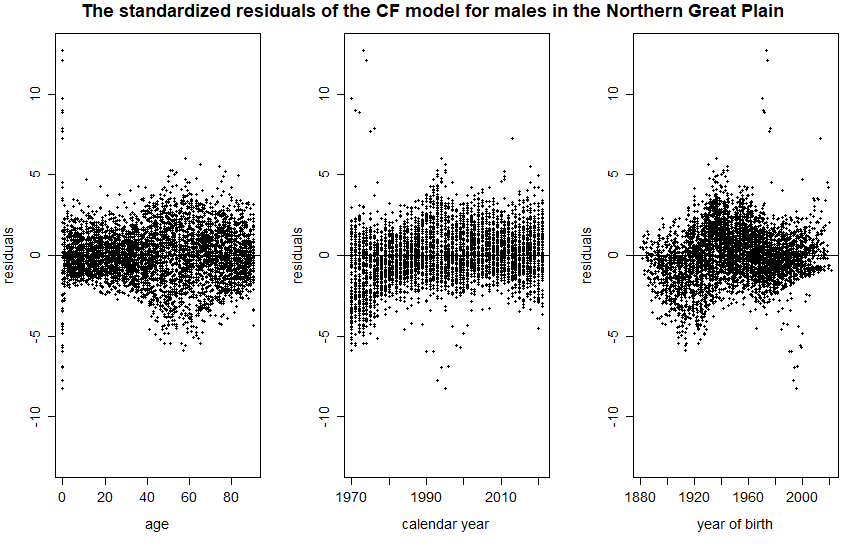 The standardized residuals of the CF model for males in the Northern Great Plain
residuals
10
5
0
-5
-10
0 20 40 60 80
age
residuals
10
5
0
-5
-10
1970 1990 2010
calendar year
residuals
10
5
0
-5
-10
1880 1920 1960 2000
year of birth